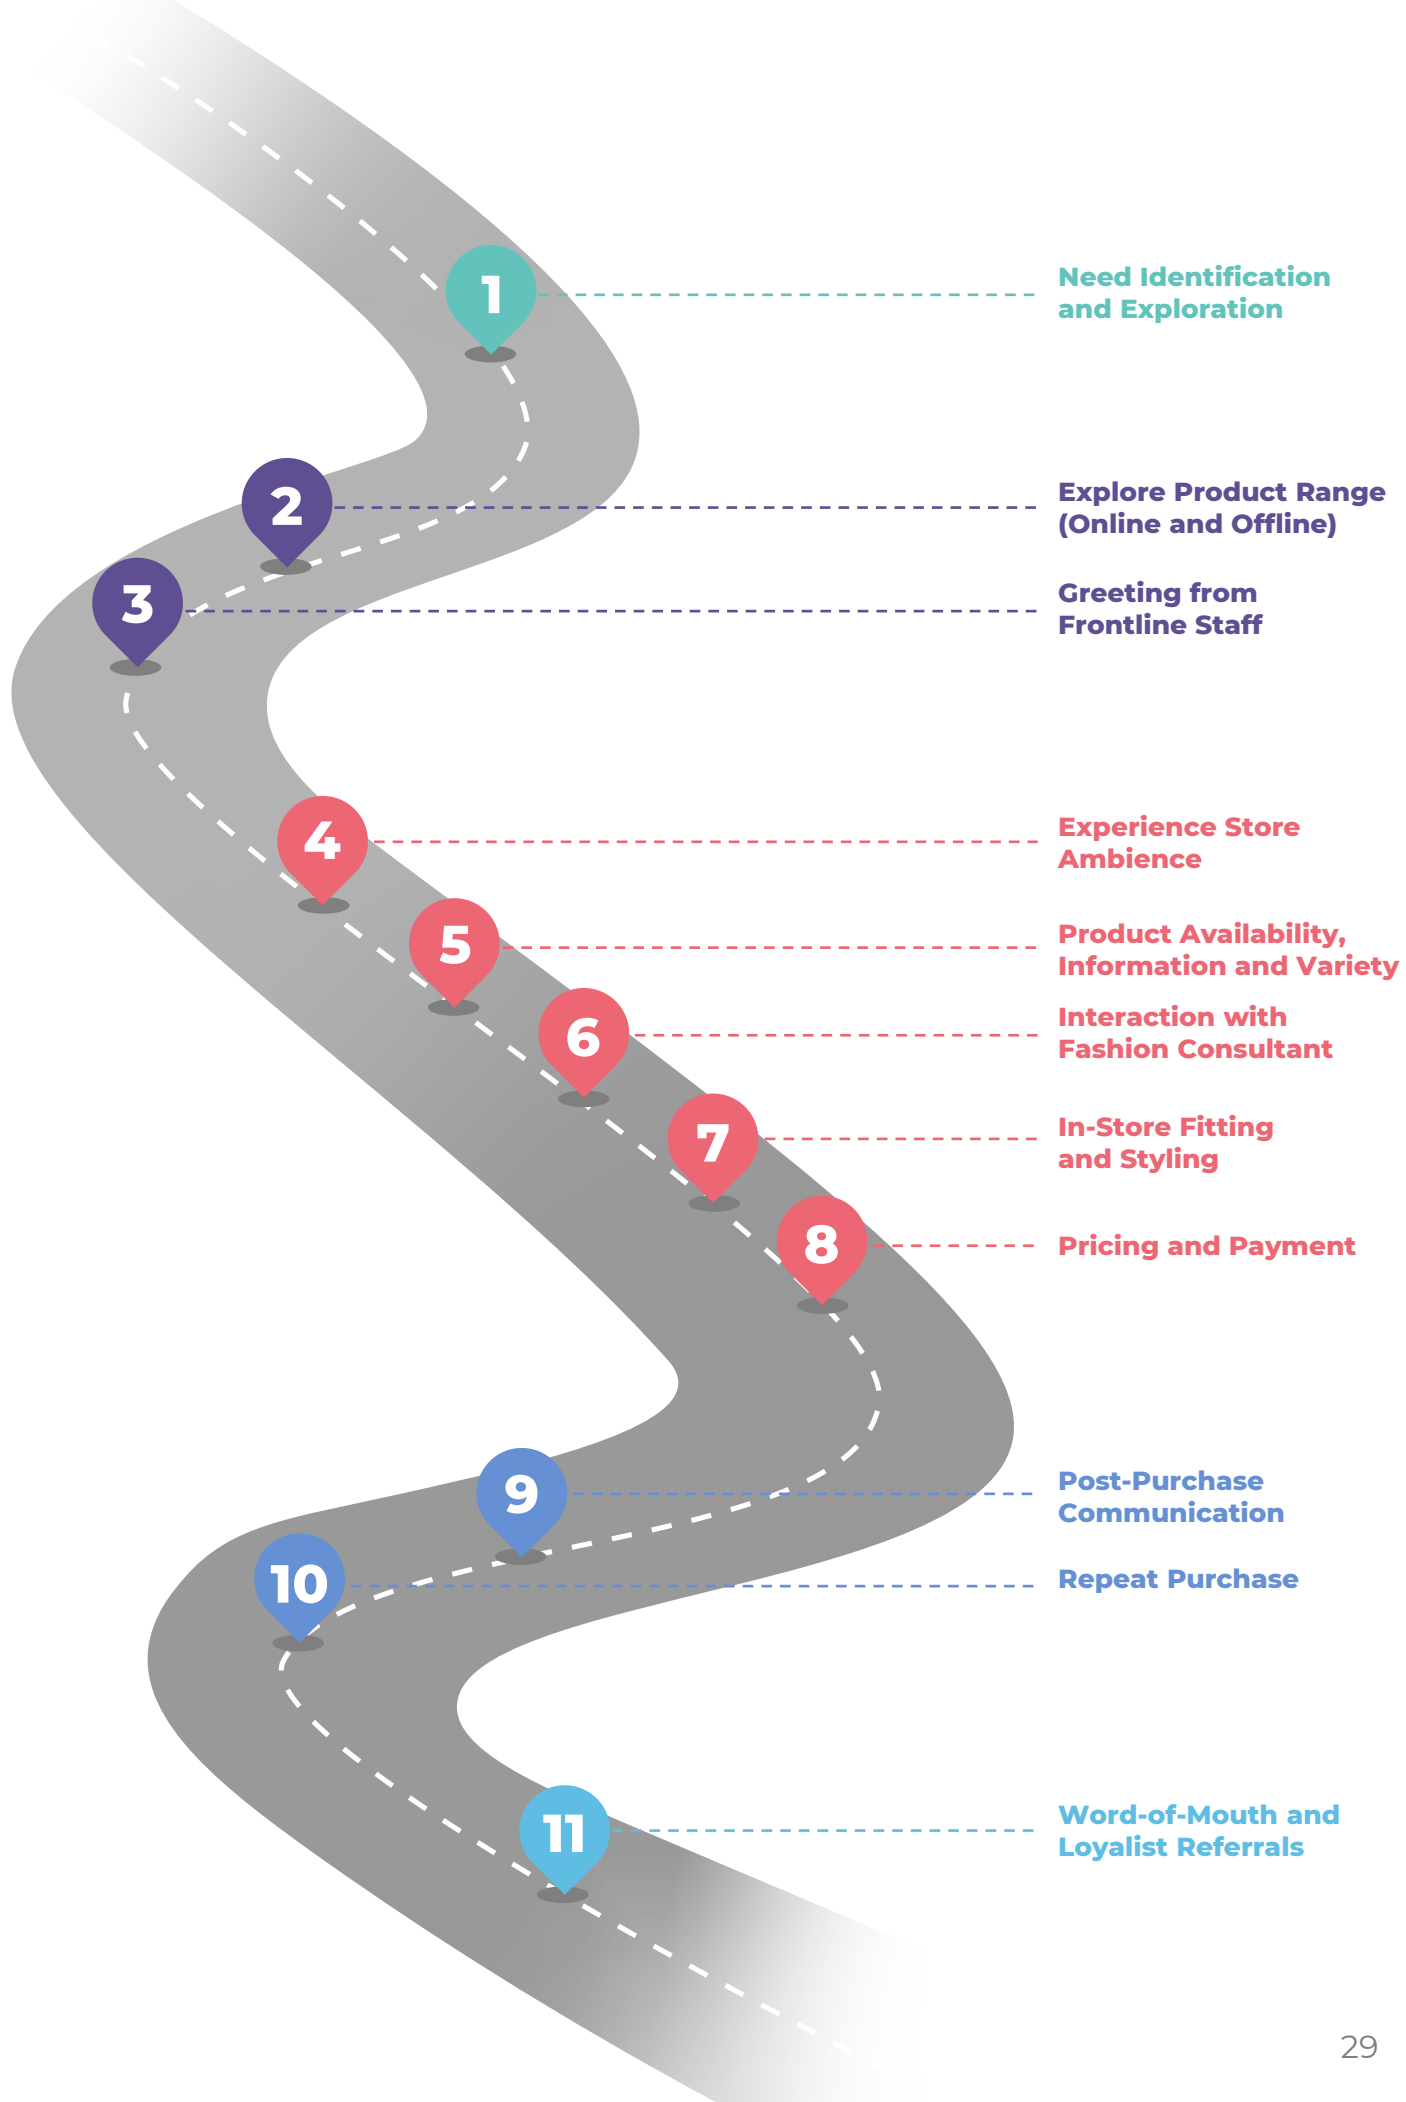 1
Need Identification
and Exploration
2
Explore Product Range
(Online and Offline)
3
Greeting from
Frontline Staff
4
Experience Store
Ambience
5
Product Availability,
Information and Variety
6
Interaction with
Fashion Consultant
7
In-Store Fitting
and Styling
8
Pricing and Payment
9
Post-Purchase
Communication
10
Repeat Purchase
11
Word-of-Mouth and
Loyalist Referrals
29